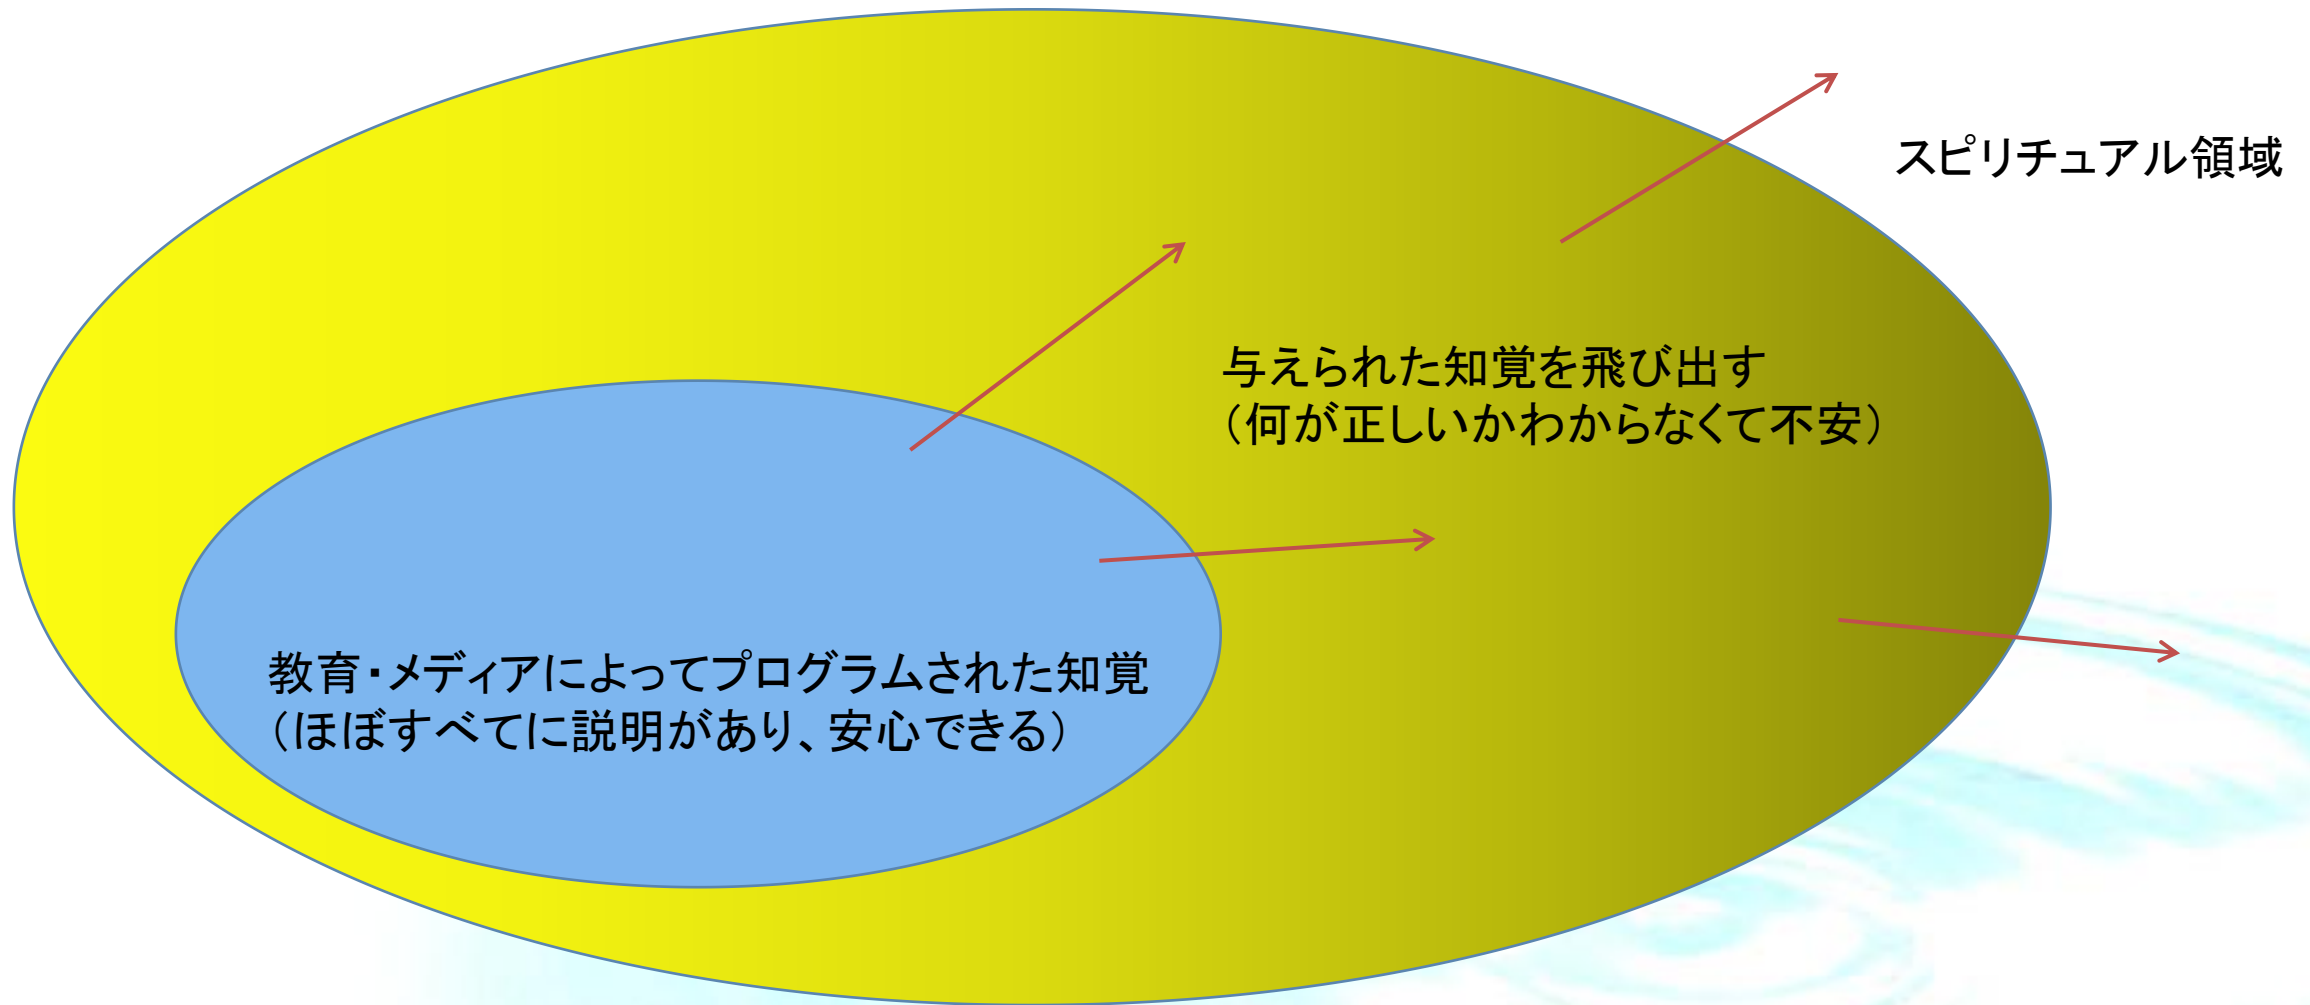 スピリチュアル領域
与えられた知覚を飛び出す
（何が正しいかわからなくて不安）
教育・メディアによってプログラムされた知覚
（ほぼすべてに説明があり、安心できる）